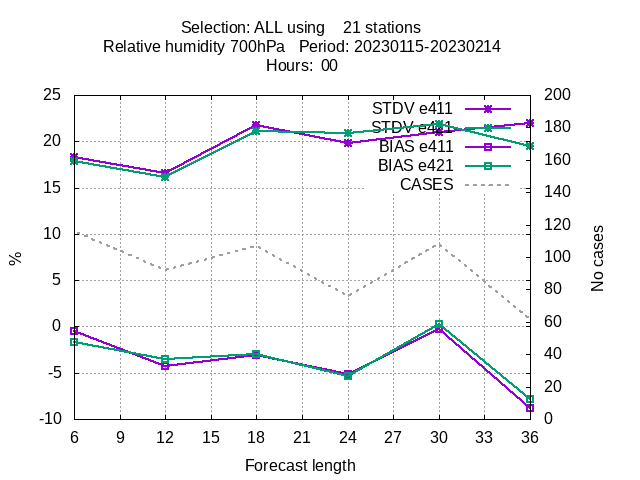 Selection: ALL using    21 stations
Relative humidity 700hPa   Period: 20230115-20230214
Hours:  00
25
20
15
10
5
0
-5
-10
%
200
180
160
140
120
100
80
60
40
20
0
No cases
STDV e411
STDV e421
BIAS e411
BIAS e421
CASES
6 9 12 15 18 21 24 27 30 33 36
Forecast length